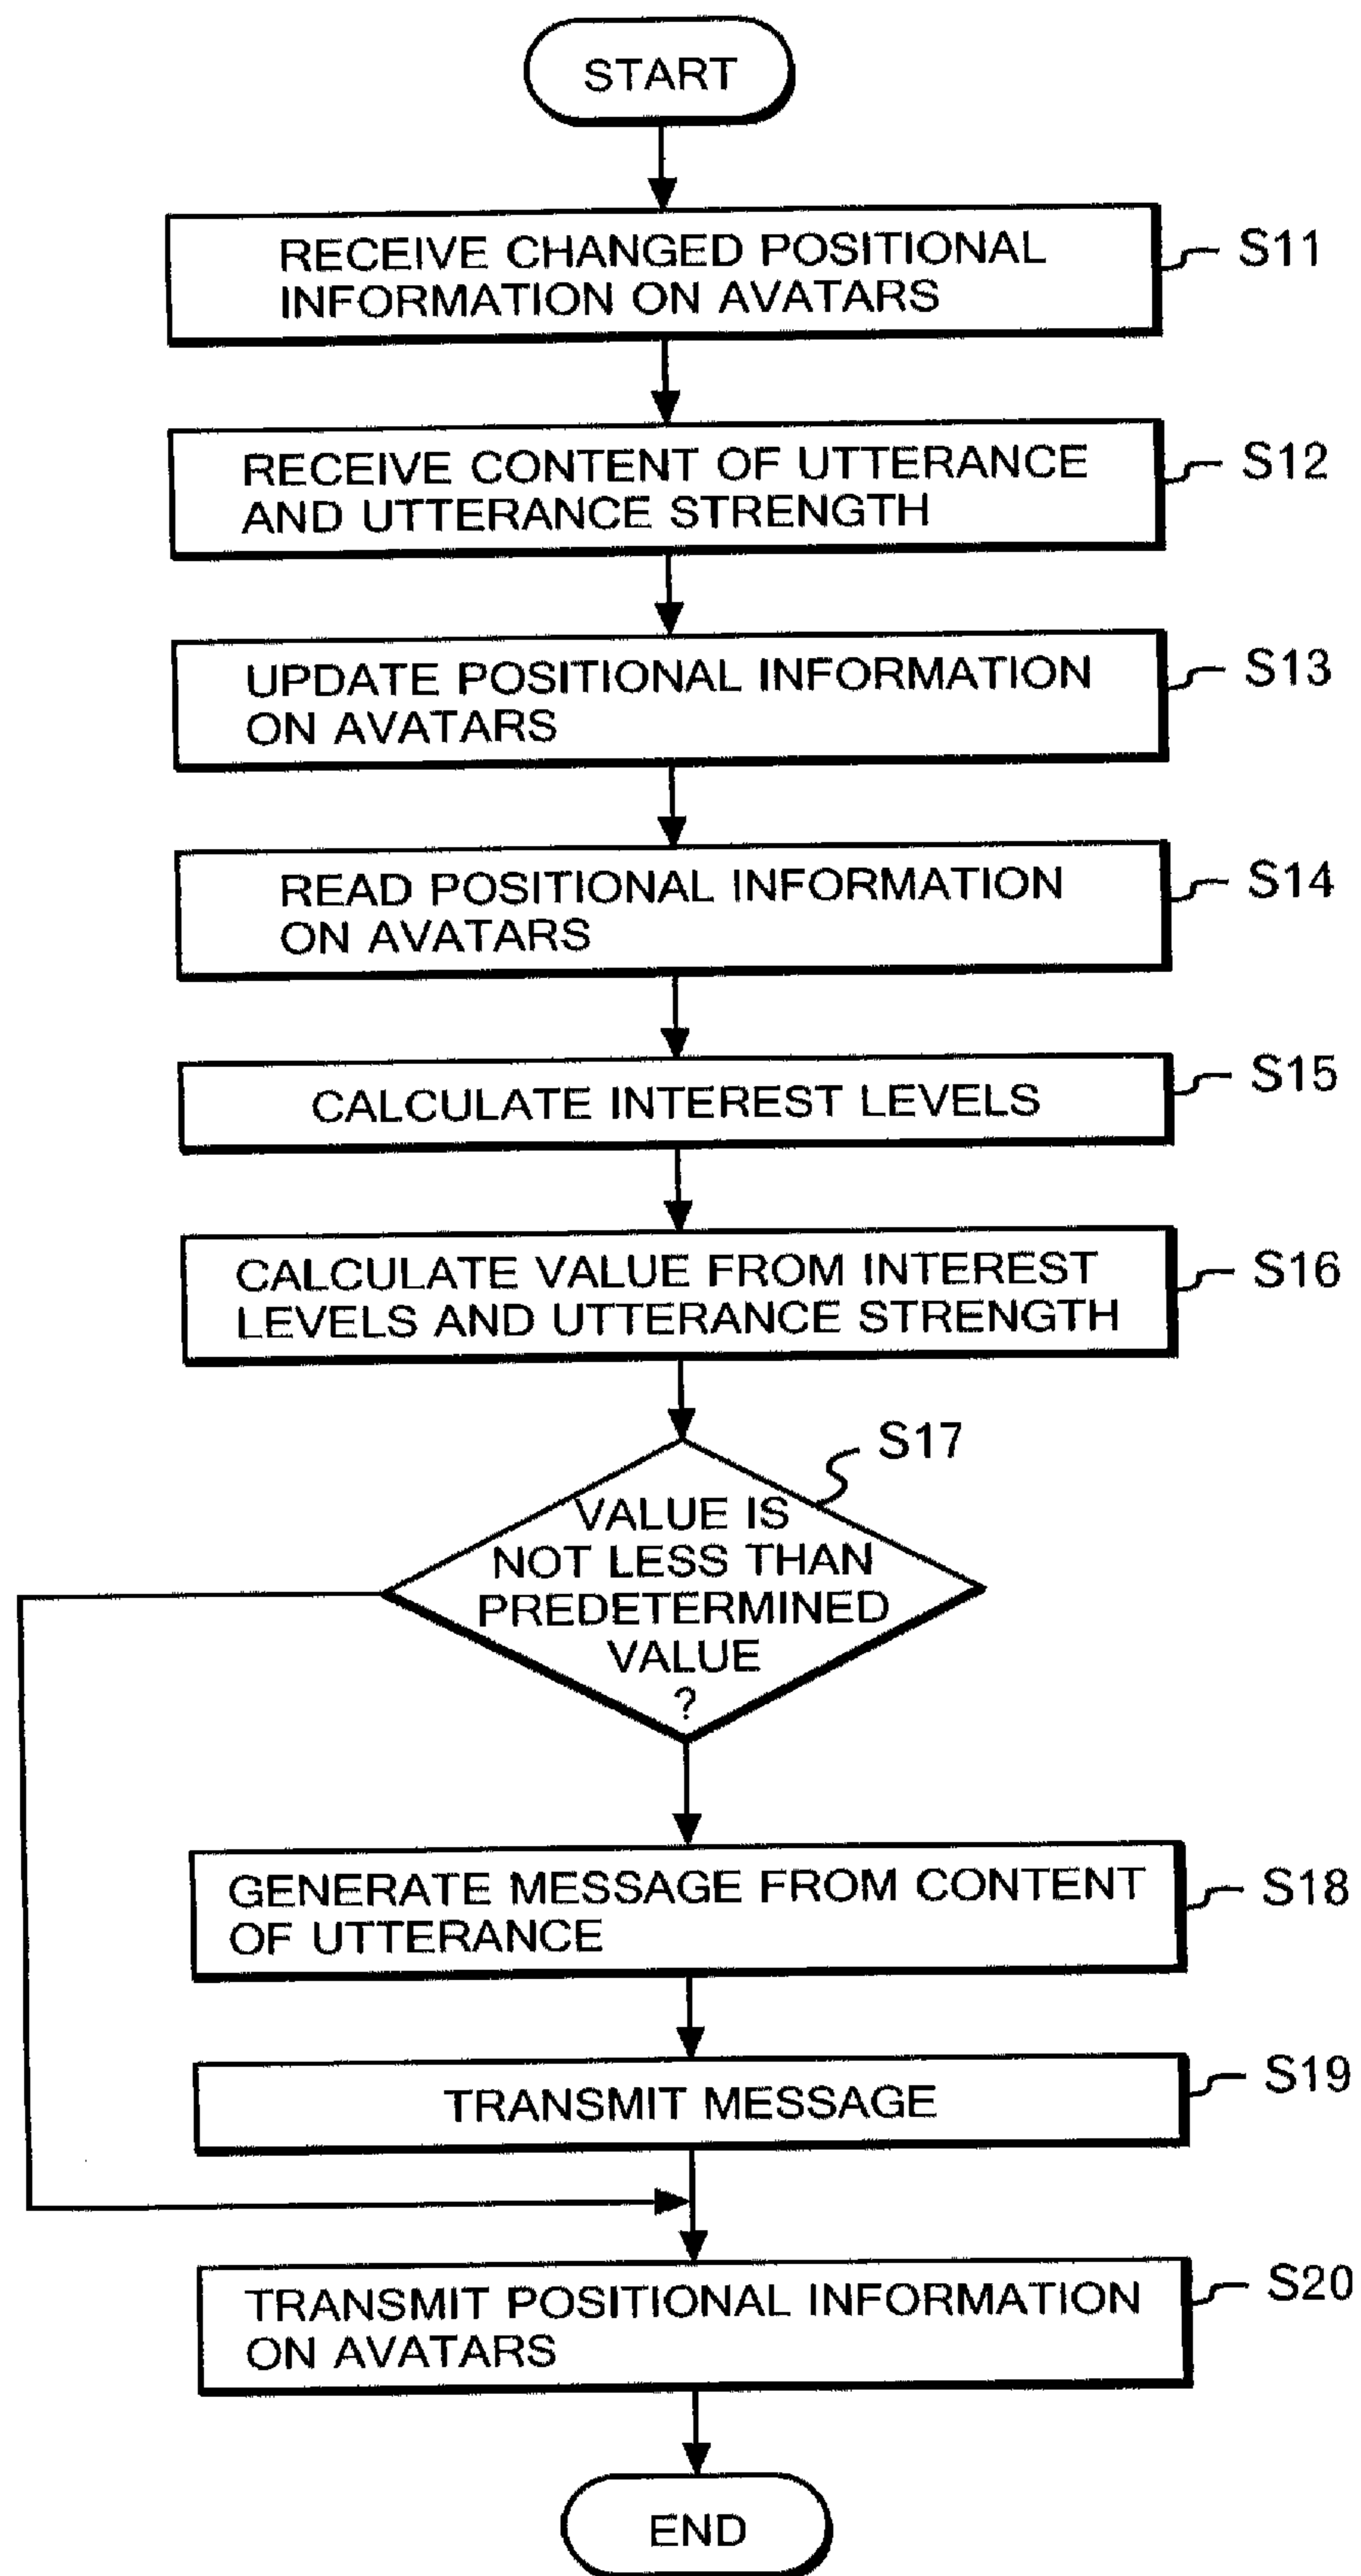 START
RECEIVE CHANGED POSITIONAL
INFORMATION ON AVATARS
S11
RECEIVE CONTENT OF UTTERANCE
AND UTTERANCE STRENGTH
S12
UPDATE POSITIONAL INFORMATION
ON AVATARS
S13
READ POSITIONAL INFORMATION
ON AVATARS
S14
CALCULATE INTEREST LEVELS
S15
CALCULATE VALUE FROM INTEREST
LEVELS AND UTTERANCE STRENGTH
S16
S17
VALUE IS
NOT LESS THAN
PREDETERMINED
VALUE
?
GENERATE MESSAGE FROM CONTENT
OF UTTERANCE
S18
TRANSMIT MESSAGE
S19
TRANSMIT POSITIONAL INFORMATION
ON AVATARS
S20
END